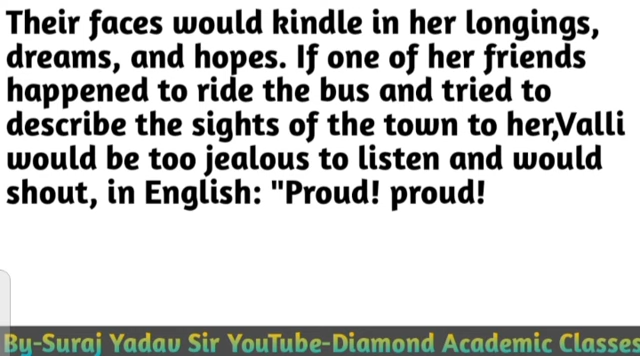 Their faces would kindle in her longings,
dreams, and hopes. If one of her friends
happened to ride the bus and tried to
describe the sights of the town to her,Valli
would be too jealous to listen and would
shout, in English: "Proud! proud!
By-Suraj Yadav Sir YouTube-Diamond Academic Classes